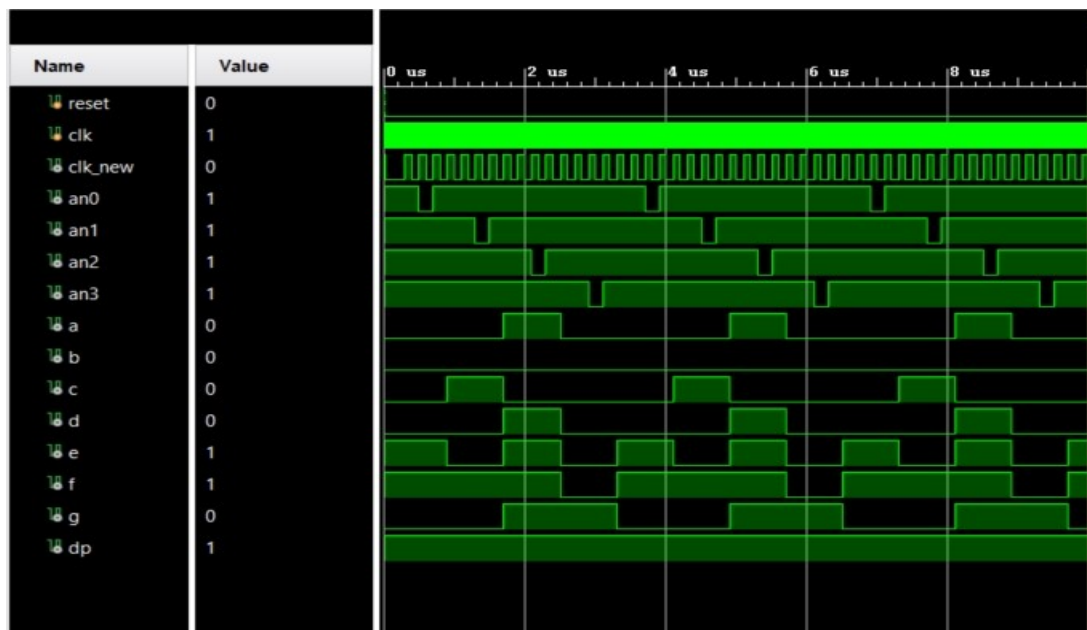 Name Value
0 us 2 us 4 us 6 us 8 us
reset 0
clk 1
clk_new 0
an0 1
an1 1
an2 1
an3 1
a 0
b 0
c 0
d 0
e 1
f 1
g 0
dp 1